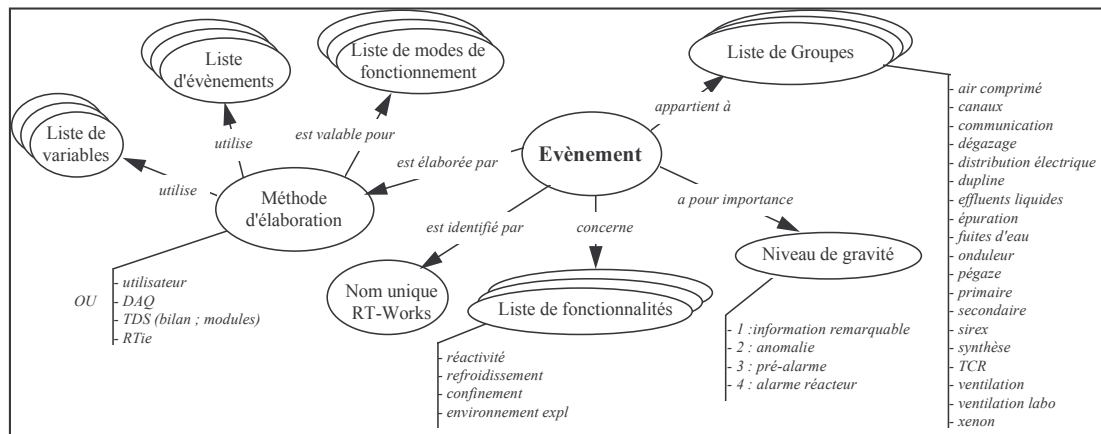 Liste
d'évènements
Liste de modes de
fonctionnement
Liste de Groupes
Liste de
variables
utilise
est valable pour
appartient à
utilise
est élaborée par
Evènement
Méthode
d'élaboration
est identifié par
concerne
a pour importance
Nom unique
RT-Works
Liste de fonctionnalités
Niveau de gravité
OU
- utilisateur
- DAQ
- TDS (bilan ; modules)
- RTie
- réactivité
- refroidissement
- confinement
- environnement expl
- 1 :information remarquable
- 2 : anomalie
- 3 : pré-alarme
- 4 : alarme réacteur
- air comprimé
- canaux
- communication
- dégazage
- distribution électrique
- dupline
- effluents liquides
- épuration
- fuites d'eau
- onduleur
- pégaze
- primaire
- secondaire
- sirex
- synthèse
- TCR
- ventilation
- ventilation labo
- xenon